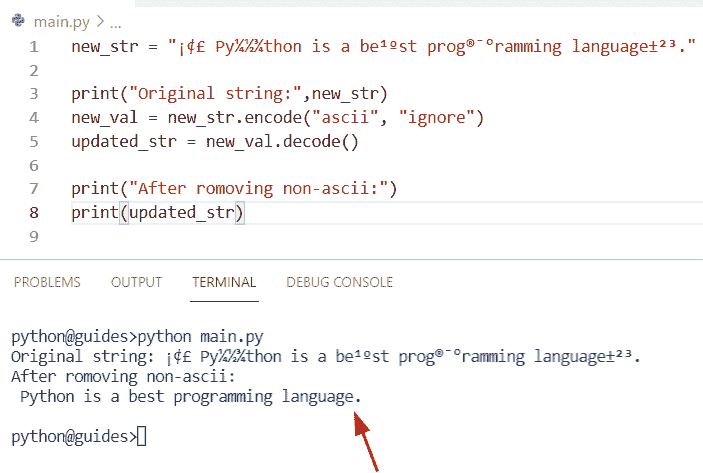 main.py > ...
1 new_str = "¡¢£ Py¼½¾thon is a be¹ºst prog®¯°ramming language±²³."
2
3 print("Original string:",new_str)
4 new_val = new_str.encode("ascii", "ignore")
5 updated_str = new_val.decode()
6
7 print("After romoving non-ascii:")
8 print(updated_str)
9
PROBLEMS OUTPUT TERMINAL DEBUG CONSOLE
python@guides>python main.py
Original string: ¡¢£ Py¼½¾thon is a be¹ºst prog®¯°ramming language±²³.
After romoving non-ascii:
 Python is a best programming language.
python@guides>